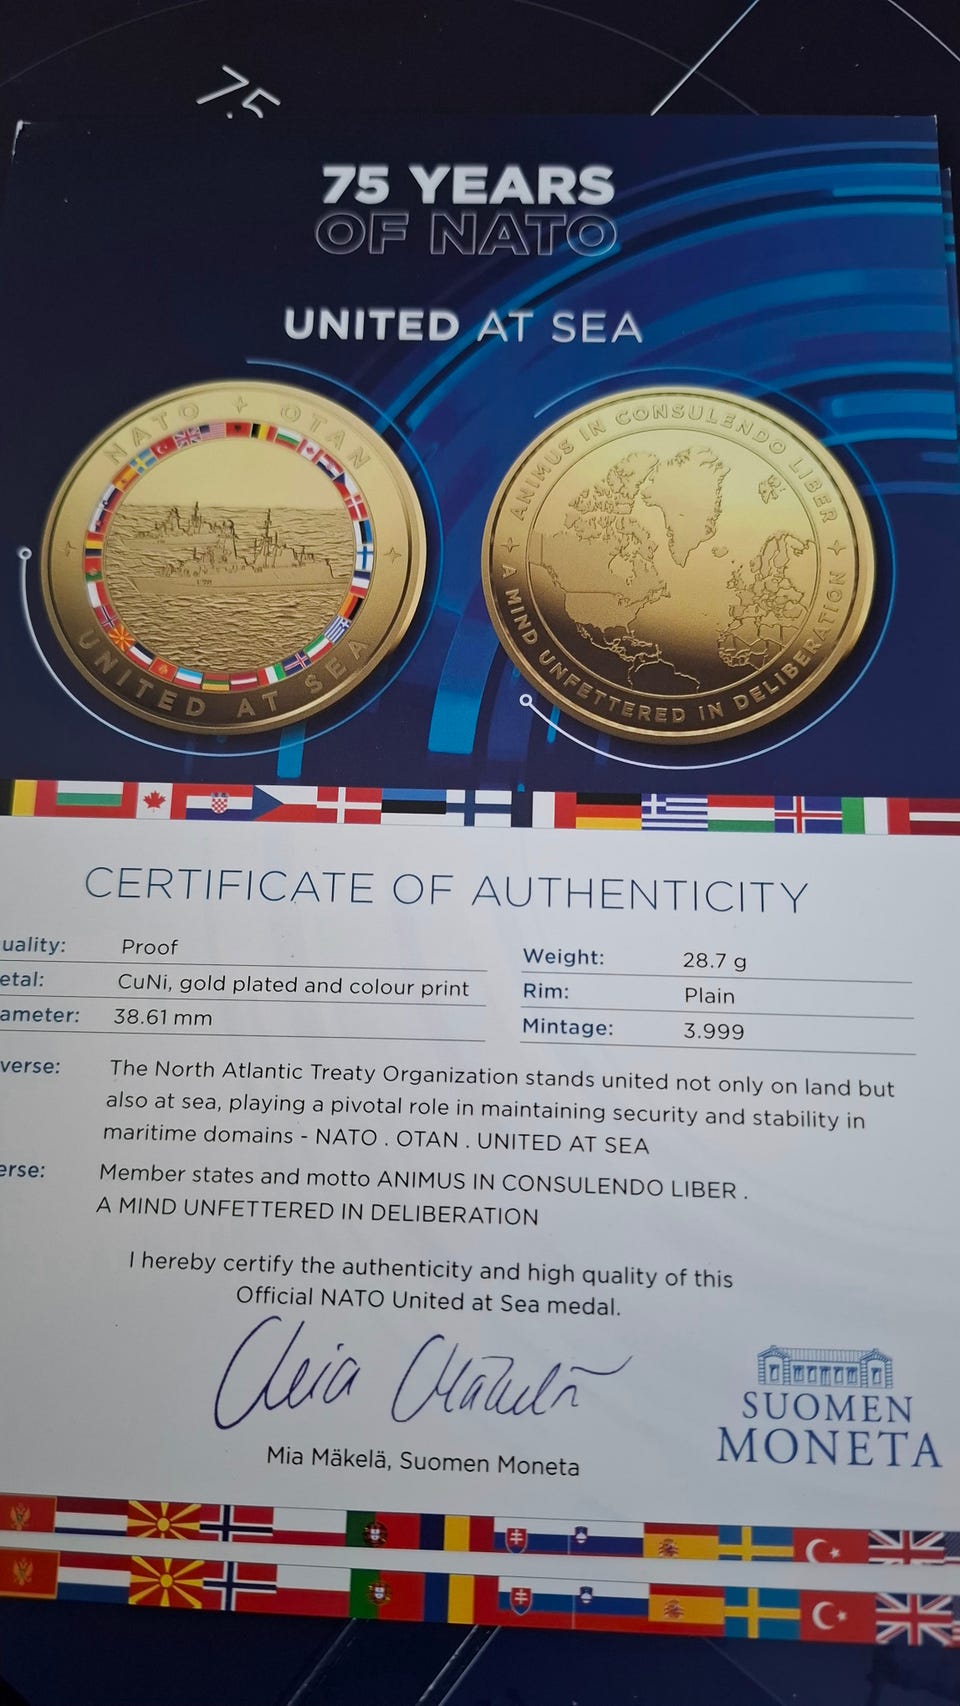 75
75 YEARS
OF NATO
UNITED AT SEA
NATO OTAN
UNITED AT SEA
ANIMUS IN CONSULENDO LIBER
A MIND UNFETTERED IN DELIBERATION
CERTIFICATE OF AUTHENTICITY
uality: Proof
etal: CuNi, gold plated and colour print
ameter: 38.61 mm
Weight: 28.7 g
Rim: Plain
Mintage: 3.999
verse: The North Atlantic Treaty Organization stands united not only on land but
also at sea, playing a pivotal role in maintaining security and stability in
maritime domains - NATO . OTAN . UNITED AT SEA
erse: Member states and motto ANIMUS IN CONSULENDO LIBER .
A MIND UNFETTERED IN DELIBERATION
I hereby certify the authenticity and high quality of this
Official NATO United at Sea medal.
Mia Mäkelä
Mia Mäkelä, Suomen Moneta
SUOMEN
MONETA